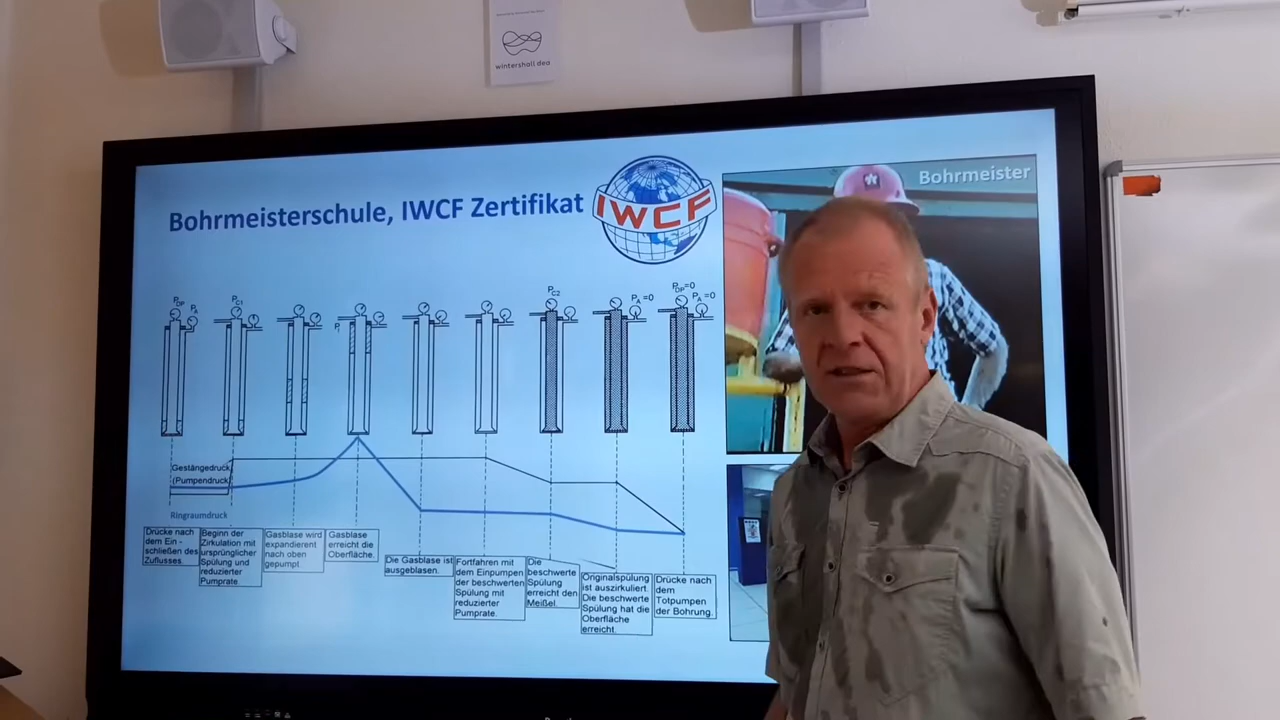 wintershall dea
Bohrmeisterschule, IWCF Zertifikat
IWCF
Bohrmeister
PDP
PA
PC1
PC2
PA =0
PDP=0
PA =0
Gestängedruck
(Pumpendruck)
Ringraumdruck
Drücke nach
dem Ein -
schließen des
Zuflusses.
Beginn der
Zirkulation mit
ursprünglicher
Spülung und
reduzierter
Pumprate.
Gasblase wird
expandierent
nach oben
gepumpt
Gasblase
erreicht die
Oberfläche.
Die Gasblase ist
ausgeblasen.
Fortfahren mit
dem Einpumpen
der beschwerten
Spülung mit
reduzierter
Pumprate.
Die
beschwerte
Spülung
erreicht den
Meißel.
Originalspülung
ist auszirkuliert.
Die beschwerte
Spülung hat die
Oberfläche
erreicht.
Drücke nach
dem
Totpumpen
der Bohrung.